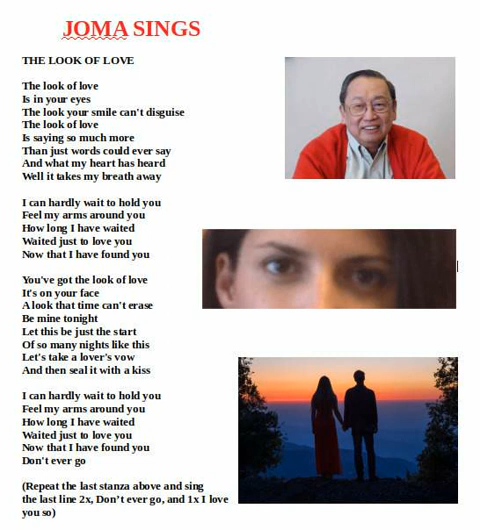 JOMA SINGS
THE LOOK OF LOVE
The look of love
Is in your eyes
The look your smile can't disguise
The look of love
Is saying so much more
Than just words could ever say
And what my heart has heard
Well it takes my breath away
I can hardly wait to hold you
Feel my arms around you
How long I have waited
Waited just to love you
Now that I have found you
You've got the look of love
It's on your face
A look that time can't erase
Be mine tonight
Let this be just the start
Of so many nights like this
Let's take a lover's vow
And then seal it with a kiss
I can hardly wait to hold you
Feel my arms around you
How long I have waited
Waited just to love you
Now that I have found you
Don't ever go
(Repeat the last stanza above and sing
the last line 2x, Don’t ever go, and 1x I love
you so)